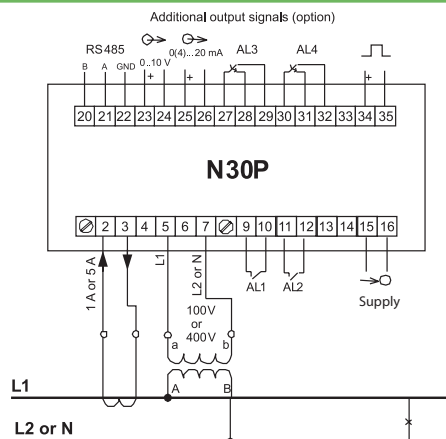 Additional output signals (option)
RS 485
B A GND
0..10 V
0(4)...20 mA
AL3
AL4
+ + +
20 21 22 23 24 25 26 27 28 29 30 31 32 33 34 35
N30P
2 3 4 5 6 7 9 10 11 12 13 14 15 16
1 A or 5 A
L1
L2 or N
AL1
AL2
Supply
100V
or
400V
a b
A B
L1
L2 or N